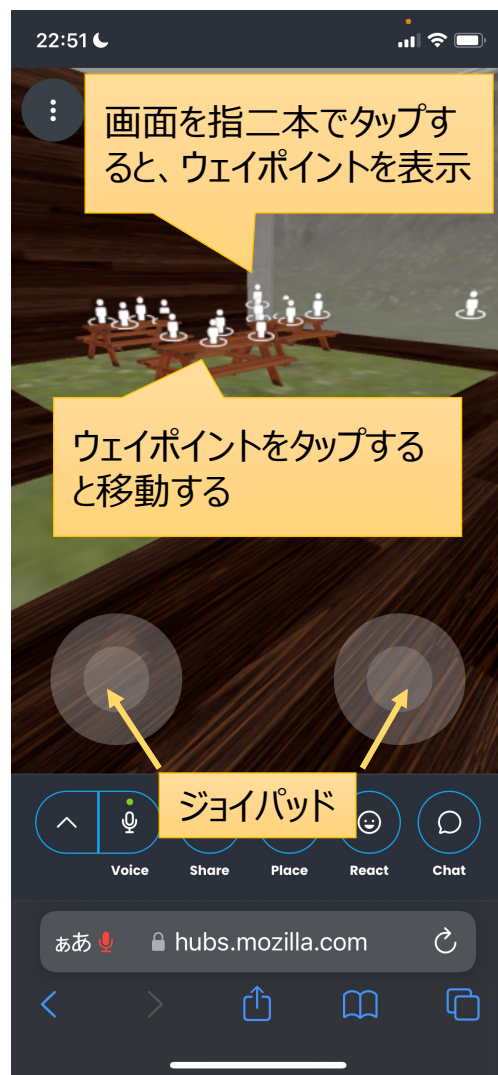 22:51
画面を指二本でタップす
ると、ウェイポイントを表示
ウェイポイントをタップする
と移動する
ジョイパッド
Voice
Share
Place
React
Chat
ぁあ
hubs.mozilla.com